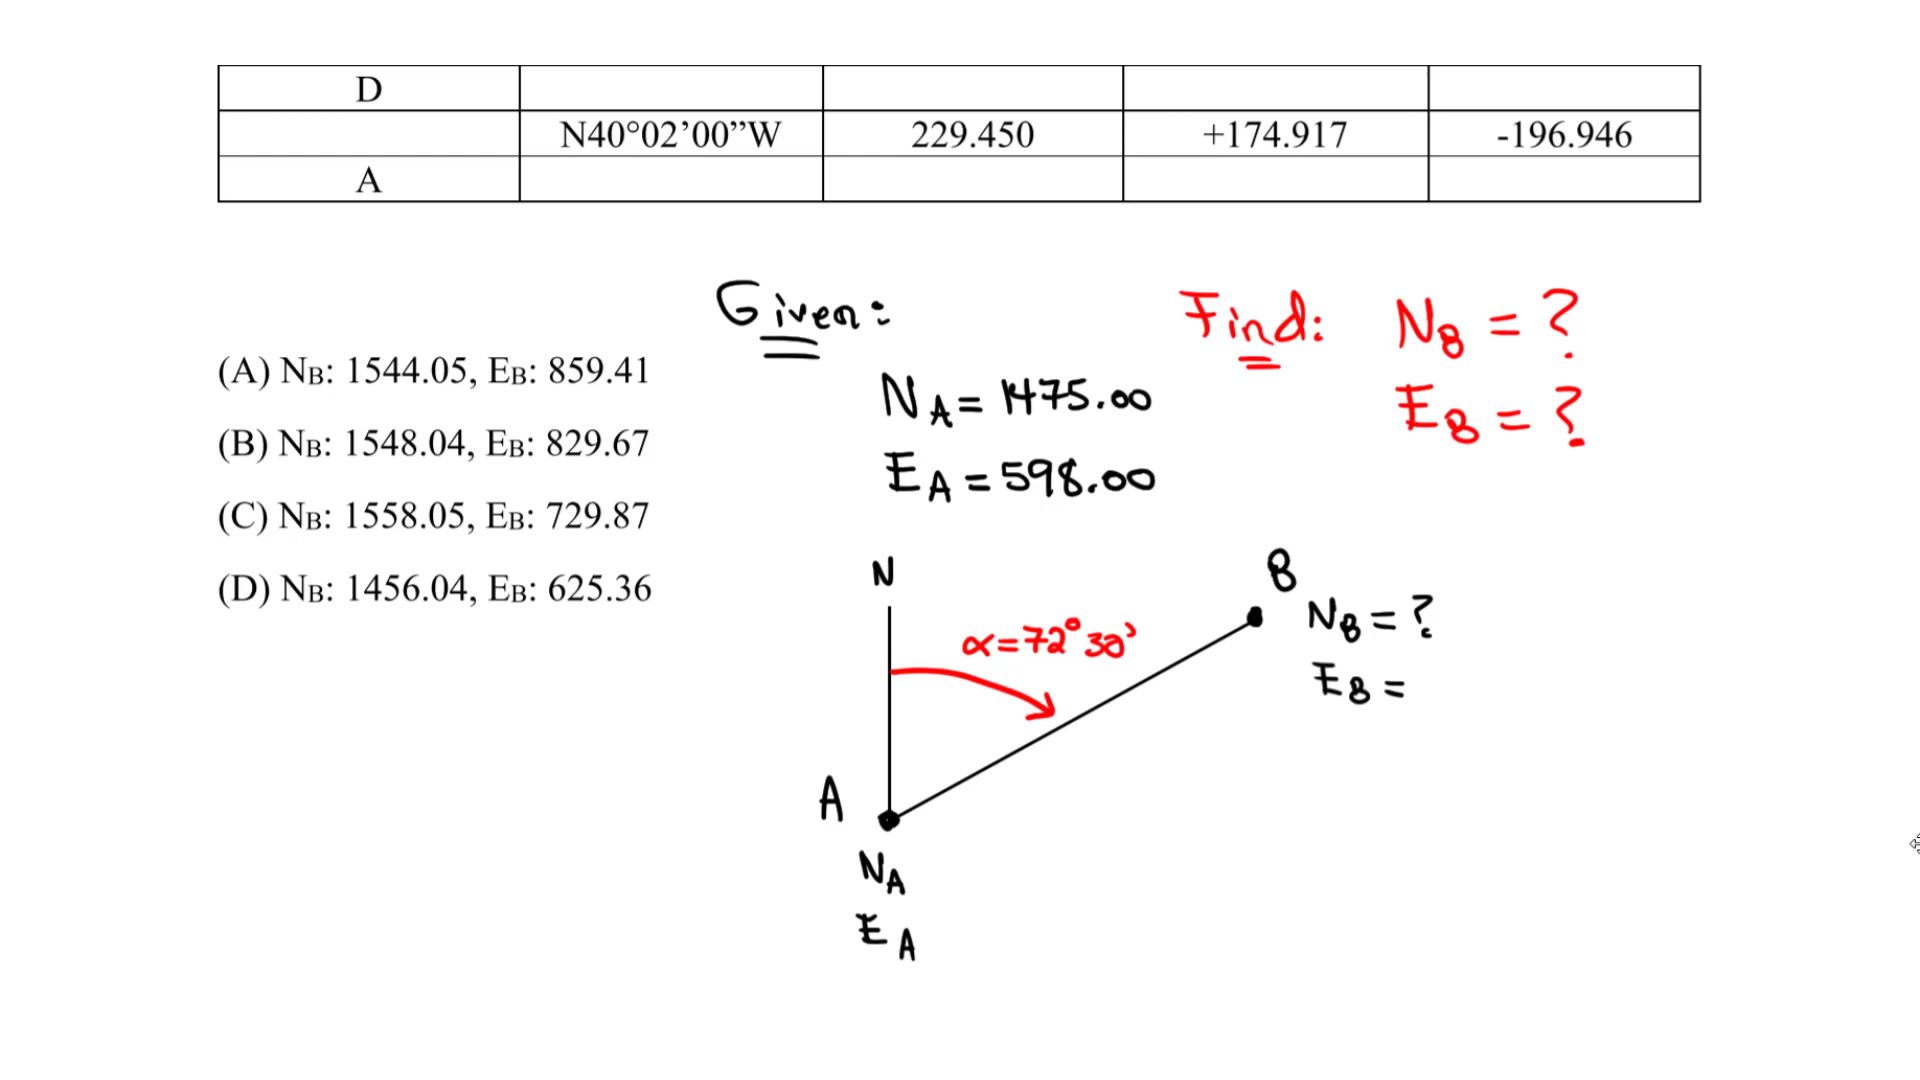 D
N40°02’00”W 229.450 +174.917 -196.946
A
Given:
Find: NB = ?
EB = ?
(A) NB: 1544.05, EB: 859.41
(B) NB: 1548.04, EB: 829.67
(C) NB: 1558.05, EB: 729.87
(D) NB: 1456.04, EB: 625.36
NA = 1475.00
EA = 598.00
N
α=72°30’
B
NB = ?
EB =
A
NA
EA